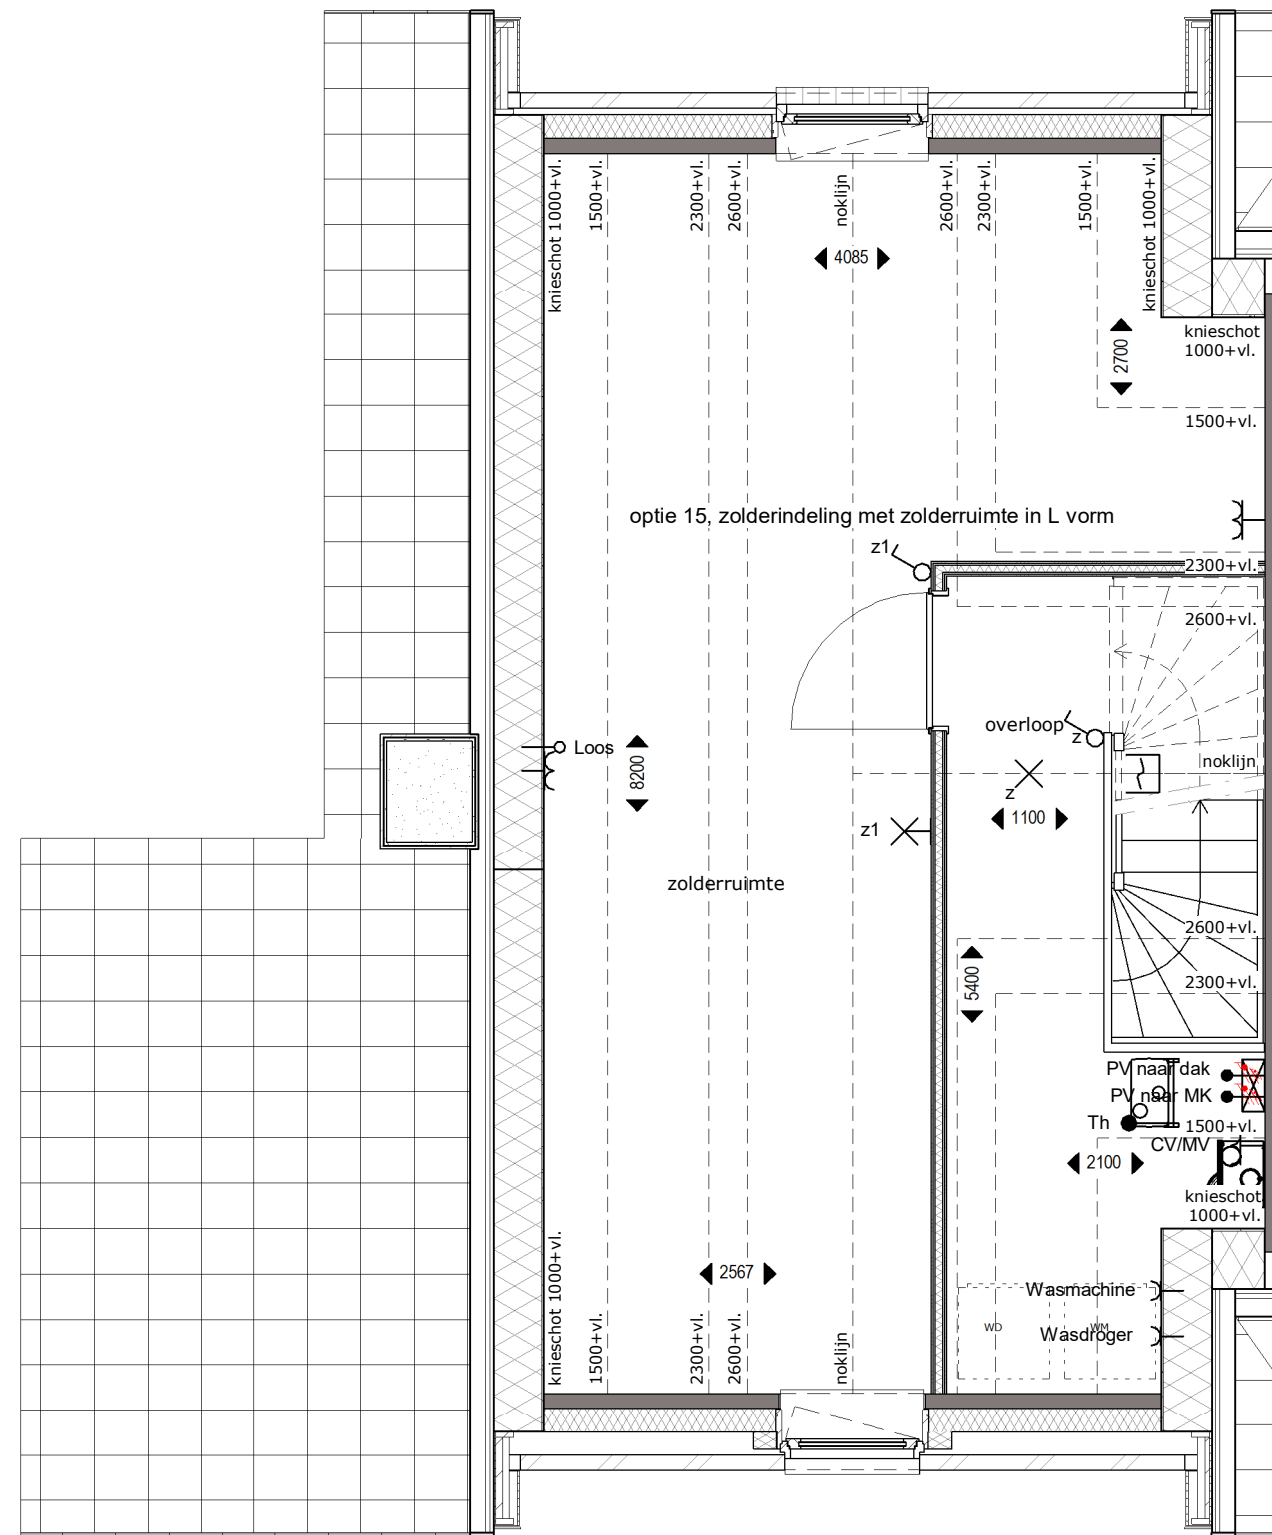 knieschot 1000+vl.
1500+vl.
2300+vl.
2600+vl.
noklijn
2600+vl.
2300+vl.
1500+vl.
knieschot 1000+vl.
4085
2700
knieschot
1000+vl.
1500+vl.
optie 15, zolderindeling met zolderruimte in L vorm
z1
2300+vl.
2600+vl.
overloop
z
Loos
8200
noklijn
z
1100
z1
zolderruimte
2600+vl.
5400
2300+vl.
PV naar dak
PV naar MK
Th
1500+vl.
CV/MV
2100
knieschot
1000+vl.
2567
Wasmachine
WD
WM
Wasdroger
knieschot 1000+vl.
1500+vl.
2300+vl.
2600+vl.
noklijn